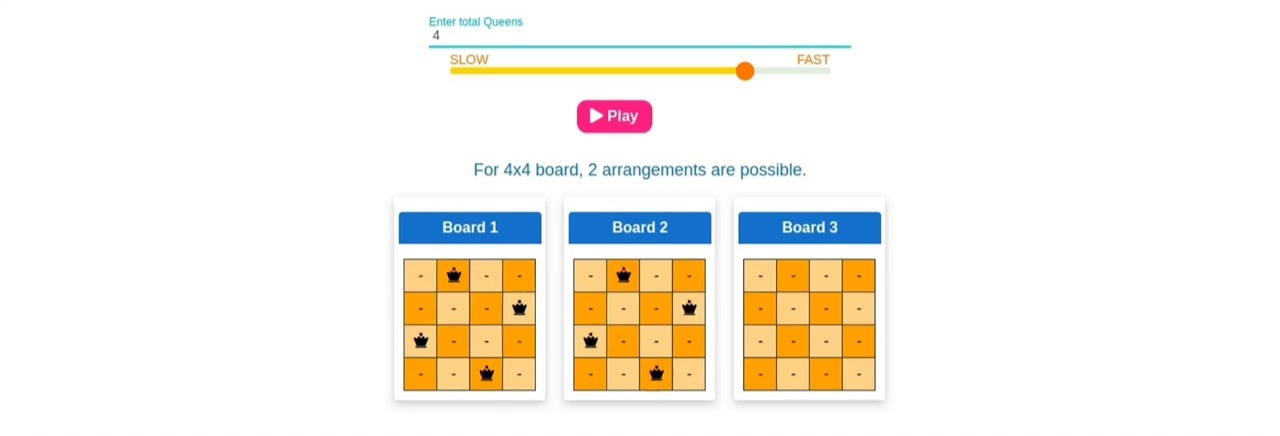 Enter total Queens
4
SLOW FAST
Play
For 4x4 board, 2 arrangements are possible.
Board 1 Board 2 Board 3
- - - - - - - - - -
- - - - - - - - - -
- - - - - - - - - -
- - - - - - - - - -